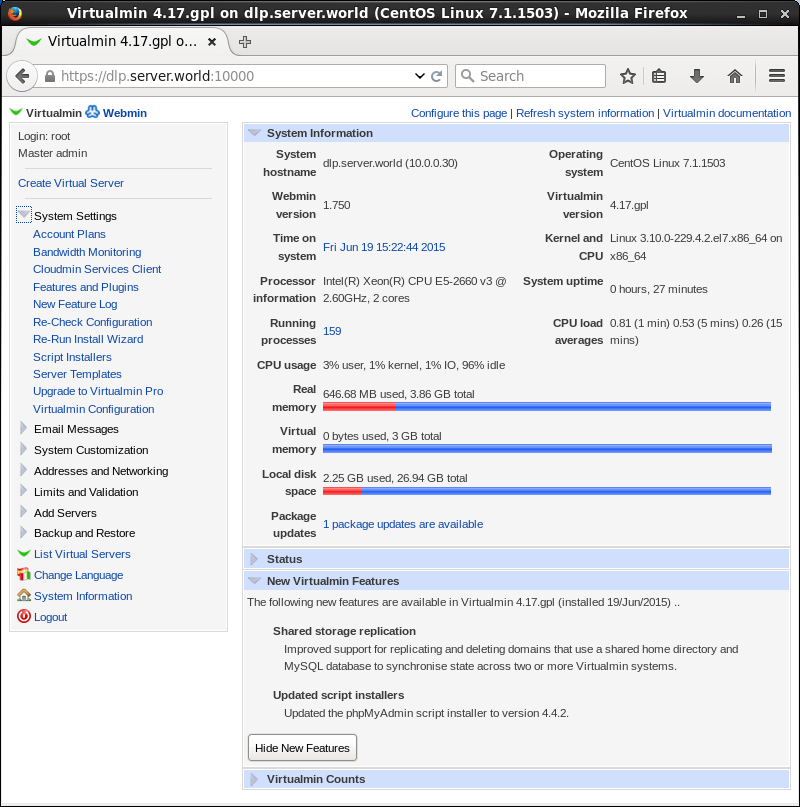 Virtualmin 4.17.gpl on dlp.server.world (CentOS Linux 7.1.1503) - Mozilla Firefox
Virtualmin 4.17.gpl o...
https://dlp.server.world:10000
Search
Virtualmin Webmin
Login: root
Master admin
Create Virtual Server
System Settings
Account Plans
Bandwidth Monitoring
Cloudmin Services Client
Features and Plugins
New Feature Log
Re-Check Configuration
Re-Run Install Wizard
Script Installers
Server Templates
Upgrade to Virtualmin Pro
Virtualmin Configuration
Email Messages
System Customization
Addresses and Networking
Limits and Validation
Add Servers
Backup and Restore
List Virtual Servers
Change Language
System Information
Logout
Configure this page | Refresh system information | Virtualmin documentation
System Information
System hostname
dlp.server.world (10.0.0.30)
Operating system
CentOS Linux 7.1.1503
Webmin version
1.750
Virtualmin version
4.17.gpl
Time on system
Fri Jun 19 15:22:44 2015
Kernel and CPU
Linux 3.10.0-229.4.2.el7.x86_64 on x86_64
Processor information
Intel(R) Xeon(R) CPU E5-2660 v3 @ 2.60GHz, 2 cores
System uptime
0 hours, 27 minutes
Running processes
159
CPU load averages
0.81 (1 min) 0.53 (5 mins) 0.26 (15 mins)
CPU usage
3% user, 1% kernel, 1% IO, 96% idle
Real memory
646.68 MB used, 3.86 GB total
Virtual memory
0 bytes used, 3 GB total
Local disk space
2.25 GB used, 26.94 GB total
Package updates
1 package updates are available
Status
New Virtualmin Features
The following new features are available in Virtualmin 4.17.gpl (installed 19/Jun/2015) ..
Shared storage replication
Improved support for replicating and deleting domains that use a shared home directory and
MySQL database to synchronise state across two or more Virtualmin systems.
Updated script installers
Updated the phpMyAdmin script installer to version 4.4.2.
Hide New Features
Virtualmin Counts